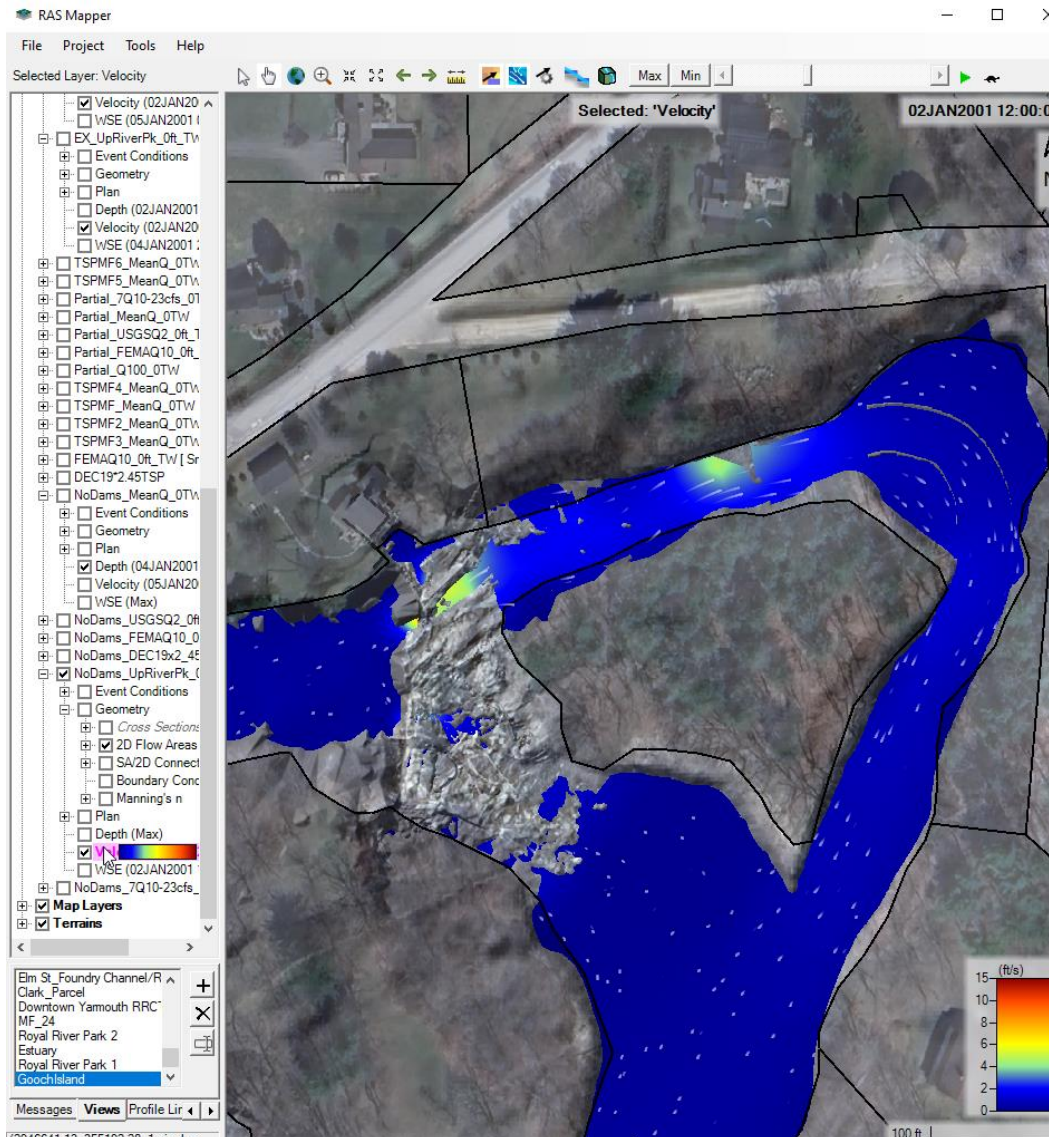 RAS Mapper
File Project Tools Help
Selected Layer: Velocity
Max Min
Velocity (02JAN20
WSE (05JAN2001
EX_UpRiverPk_0ft_TW
Event Conditions
Geometry
Plan
Depth (02JAN2001
Velocity (02JAN20
WSE (04JAN2001 2
TSPMF6_MeanQ_0TW
TSPMF5_MeanQ_0TW
Partial_7Q10-23cfs_0T
Partial_MeanQ_0TW
Partial_USGSQ2_0ft_T
Partial_FEMAQ10_0ft_
Partial_Q100_0TW
TSPMF4_MeanQ_0TW
TSPMF_MeanQ_0TW
TSPMF2_MeanQ_0TW
TSPMF3_MeanQ_0TW
FEMAQ10_0ft_TW [ Sr
DEC19*2.45TSP
NoDams_MeanQ_0TW
Event Conditions
Geometry
Plan
Depth (04JAN2001
Velocity (05JAN20
WSE (Max)
NoDams_USGSQ2_0ft
NoDams_FEMAQ10_0
NoDams_DEC19x2_45
NoDams_UpRiverPk_0
Event Conditions
Geometry
Cross Sections
2D Flow Areas
SA/2D Connect
Boundary Conc
Manning's n
Plan
Depth (Max)
WSE (02JAN2001
NoDams_7Q10-23cfs_
Map Layers
Terrains
Elm St_Foundry Channel/R
Clark_Parcel
Downtown Yarmouth RRC
MF_24
Royal River Park 2
Estuary
Royal River Park 1
GoochIsland
Messages Views Profile Lir
Selected: 'Velocity'
02JAN2001 12:00:0
(ft/s)
15
10
8
6
4
2
0
100 ft